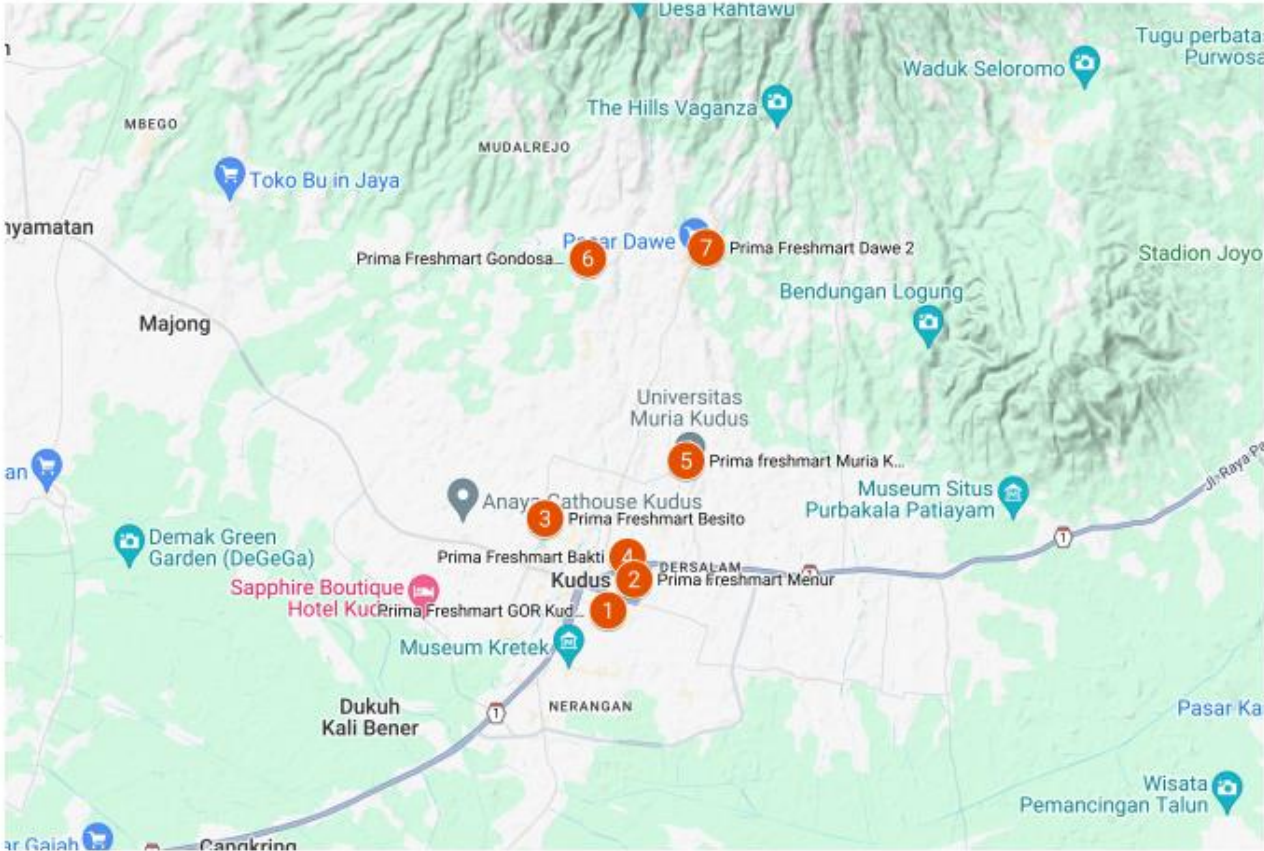 Desa Rahtawu
Tugu perbata
Purwosa
Waduk Seloromo
The Hills Vaganza
MBEGO
MUDALREJO
Toko Bu in Jaya
nyamatan
Pasar Dawe
7
Prima Freshmart Dawe 2
Prima Freshmart Gondosa...
6
Stadion Joyo
Bendungan Logung
Majong
Universitas
Muria Kudus
5
Prima freshmart Muria K...
an
Museum Situs
Purbakala Patiayam
Jl. Raya Pa
Anaya Cathouse Kudus
3
Prima Freshmart Besito
Demak Green
Garden (DeGeGa)
1
Prima Freshmart Bakti
4
DERSALAM
1
Kudus
2
Prima Freshmart Menur
Sapphire Boutique
Hotel Kud
Prima Freshmart GOR Kud...
1
Museum Kretek
Dukuh
Kali Bener
1
NERANGAN
Pasar Ka
Wisata
Pemancingan Talun
ar Gajah
Cangkring